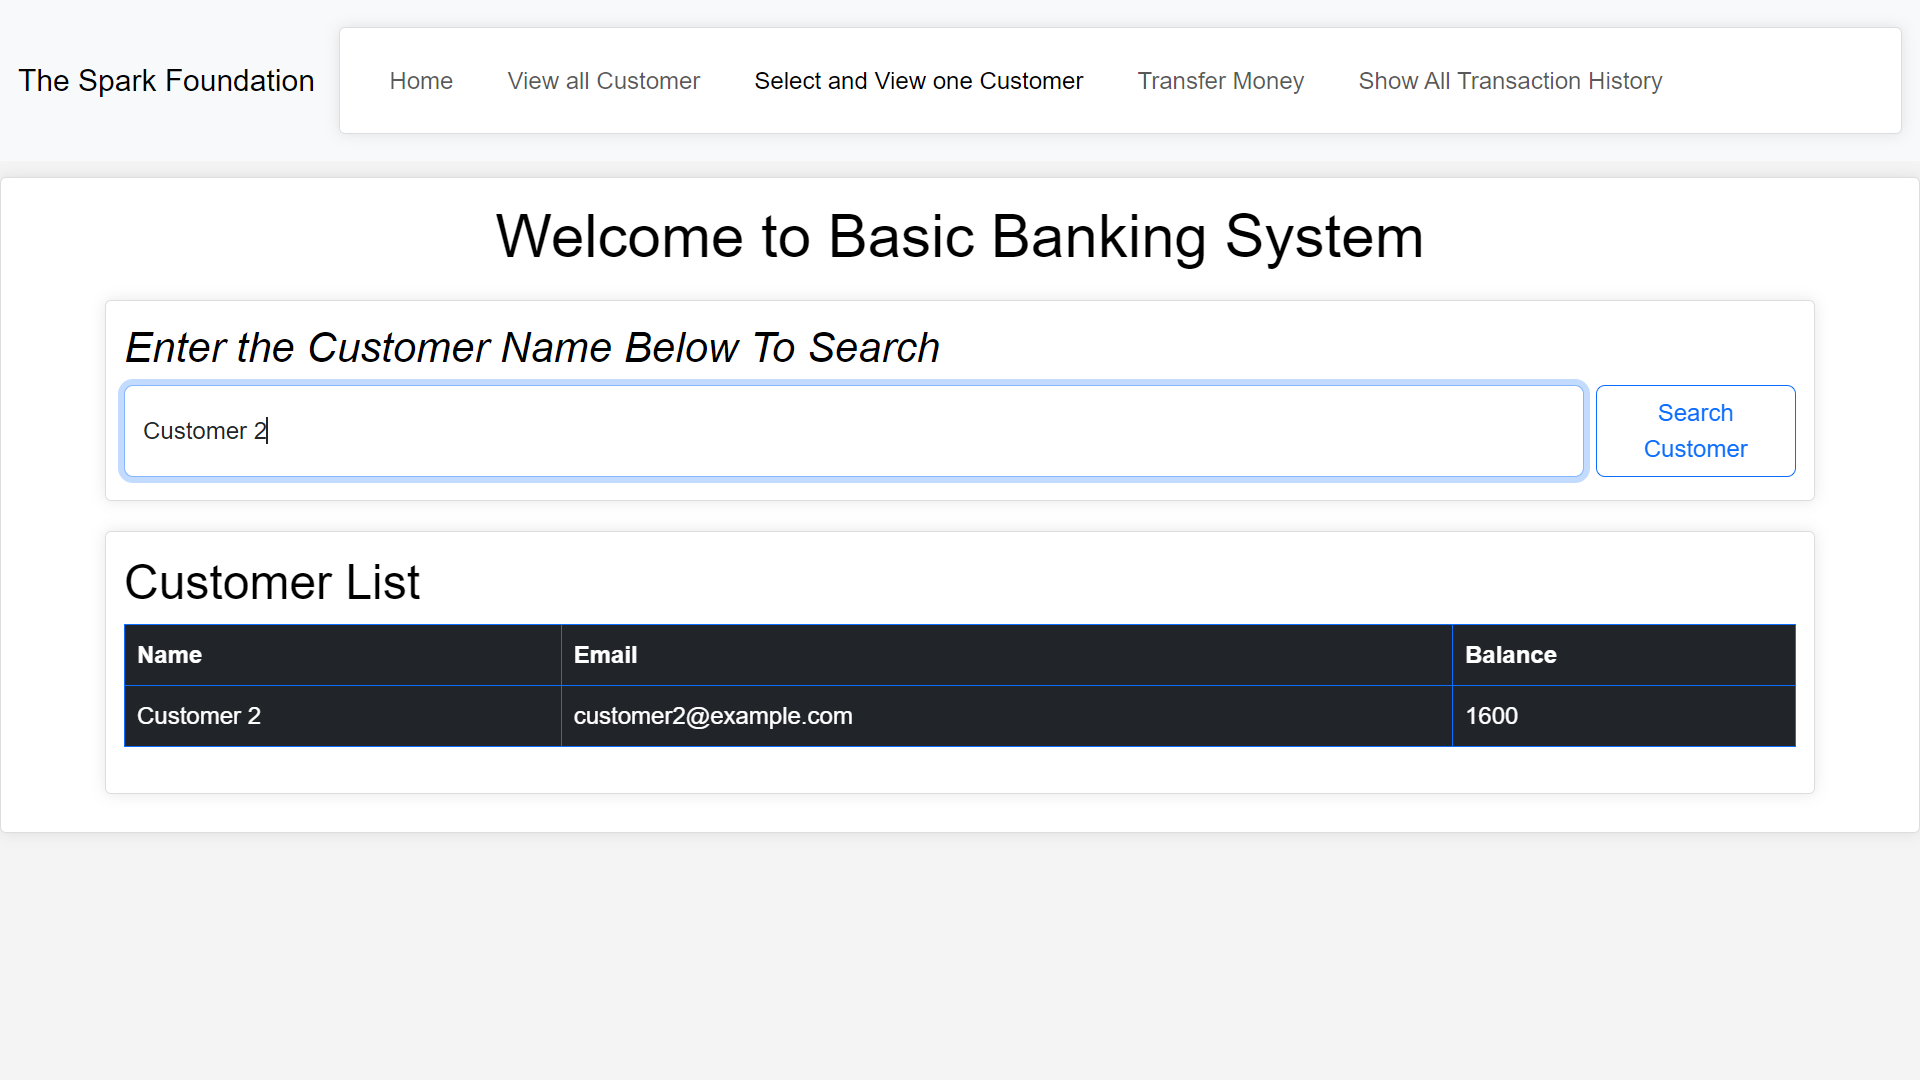 The Spark Foundation
Home
View all Customer
Select and View one Customer
Transfer Money
Show All Transaction History
Welcome to Basic Banking System
Enter the Customer Name Below To Search
Customer 2
Search
Customer
Customer List
Name Email Balance
Customer 2 customer2@example.com 1600